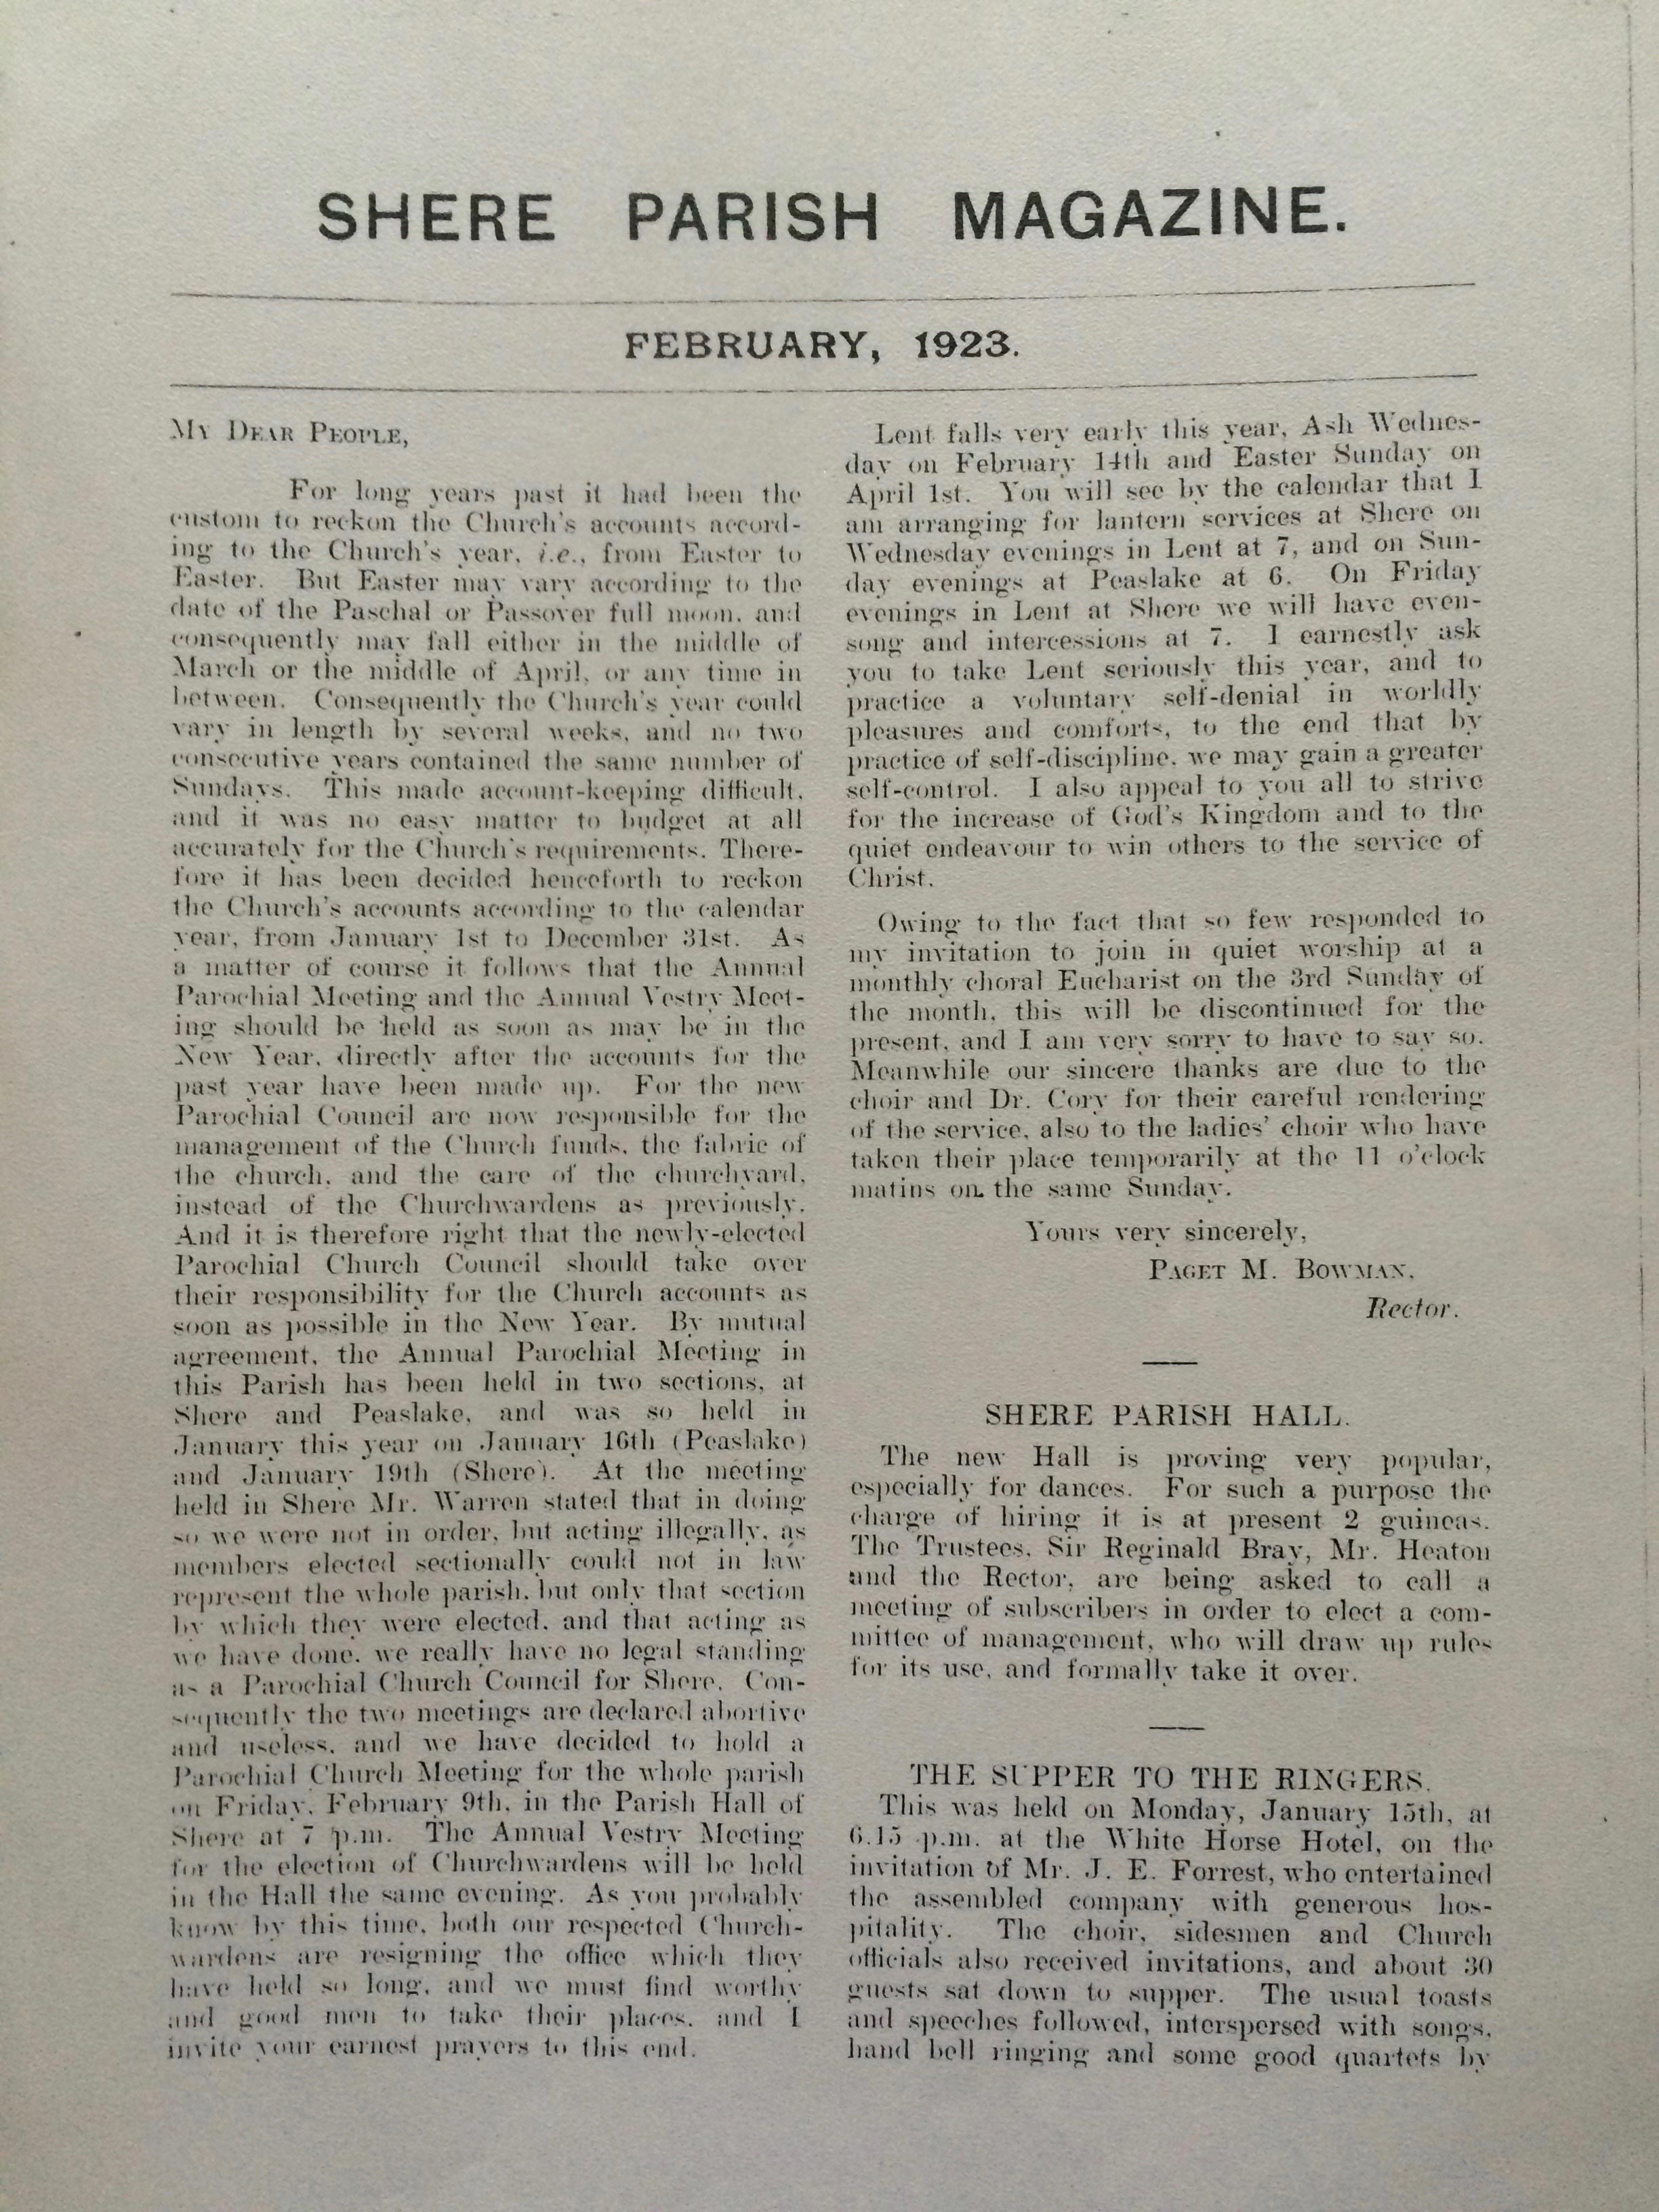 SHERE PARISH MAGAZINE.
FEBRUARY, 1923.
MY DEAR PEOPLE,
For long years past it had been the
custom to reckon the Church's accounts accord-
ing to the Church's year, i.e., from Easter to
Easter. But Easter may vary according to the
date of the Paschal or Passover full moon, and
consequently may fall either in the middle of
March or the middle of April, or any time in
between. Consequently the Church's year could
vary in length by several weeks, and no two
consecutive years contained the same number of
Sundays. This made account-keeping difficult,
and it was no easy matter to budget at all
accurately for the Church's requirements. There-
fore it has been decided henceforth to reckon
the Church's accounts according to the calendar
year, from January 1st to December 31st. As
a matter of course it follows that the Annual
Parochial Meeting and the Annual Vestry Meet-
ing should be held as soon as may be in the
New Year, directly after the accounts for the
past year have been made up. For the new
Parochial Council are now responsible for the
management of the Church funds, the fabric of
the church, and the care of the churchyard,
instead of the Churchwardens as previously.
And it is therefore right that the newly-elected
Parochial Church Council should take over
their responsibility for the Church accounts as
soon as possible in the New Year. By mutual
agreement, the Annual Parochial Meeting in
this Parish has been held in two sections, at
Shere and Peaslake, and was so held in
January this year on January 16th (Peaslake)
and January 19th (Shere). At the meeting
held in Shere Mr. Warren stated that in doing
so we were not in order, but acting illegally, as
members elected sectionally could not in law
represent the whole parish, but only that section
by which they were elected, and that acting as
we have done, we really have no legal standing
as a Parochial Church Council for Shere. Con-
sequently the two meetings are declared abortive
and useless, and we have decided to hold a
Parochial Church Meeting for the whole parish
on Friday, February 9th, in the Parish Hall of
Shere at 7 p.m. The Annual Vestry Meeting
for the election of Churchwardens will be held
in the Hall the same evening. As you probably
know by this time, both our respected Church-
wardens are resigning the office which they
have held so long, and we must find worthy
and good men to take their places, and I
invite your earnest prayers to this end.
Lent falls very early this year, Ash Wednes-
day on February 14th and Easter Sunday on
April 1st. You will see by the calendar that I
am arranging for lantern services at Shere on
Wednesday evenings in Lent at 7, and on Sun-
day evenings at Peaslake at 6. On Friday
evenings in Lent at Shere we will have even-
song and intercessions at 7. I earnestly ask
you to take Lent seriously this year, and to
practice a voluntary self-denial in worldly
pleasures and comforts, to the end that by
practice of self-discipline, we may gain a greater
self-control. I also appeal to you all to strive
for the increase of God's Kingdom and to the
quiet endeavour to win others to the service of
Christ.
Owing to the fact that so few responded to
my invitation to join in quiet worship at a
monthly choral Eucharist on the 3rd Sunday of
the month, this will be discontinued for the
present, and I am very sorry to have to say so.
Meanwhile our sincere thanks are due to the
choir and Dr. Cory for their careful rendering
of the service, also to the ladies' choir who have
taken their place temporarily at the 11 o'clock
matins on the same Sunday.
Yours very sincerely,
PAGET M. BOWMAN,
Rector.
SHERE PARISH HALL.
The new Hall is proving very popular,
especially for dances. For such a purpose the
charge of hiring it is at present 2 guineas.
The Trustees, Sir Reginald Bray, Mr. Heaton
and the Rector, are being asked to call a
meeting of subscribers in order to elect a com-
mittee of management, who will draw up rules
for its use, and formally take it over.
THE SUPPER TO THE RINGERS.
This was held on Monday, January 15th, at
6.15 p.m. at the White Horse Hotel, on the
invitation of Mr. J. E. Forrest, who entertained
the assembled company with generous hos-
pitality. The choir, sidesmen and Church
officials also received invitations, and about 30
guests sat down to supper. The usual toasts
and speeches followed, interspersed with songs,
hand bell ringing and some good quartets by